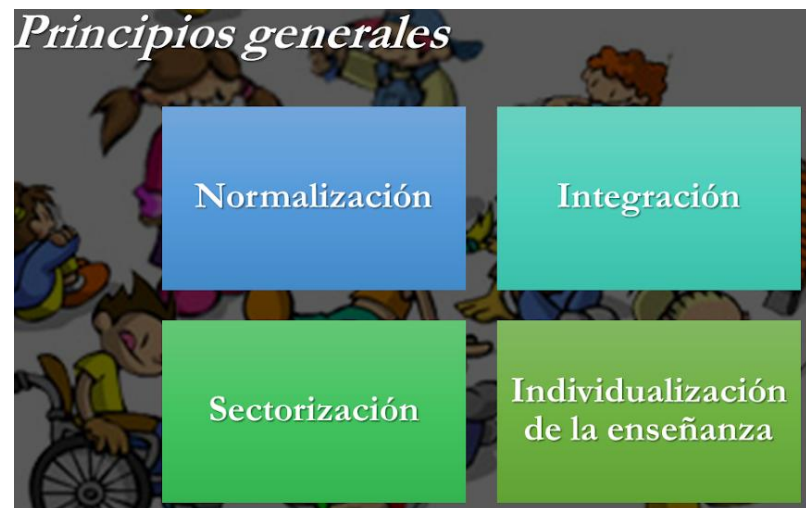 Principios generales
Normalización
Integración
Sectorización
Individualización
de la enseñanza